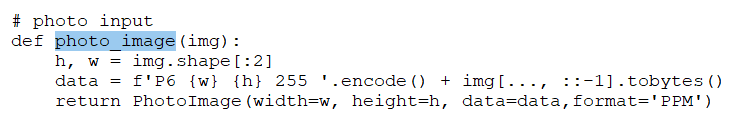 # photo input
def photo_image(img):
    h, w = img.shape[:2]
    data = f'P6 {w} {h} 255 '.encode() + img[..., ::-1].tobytes()
    return PhotoImage(width=w, height=h, data=data,format='PPM')